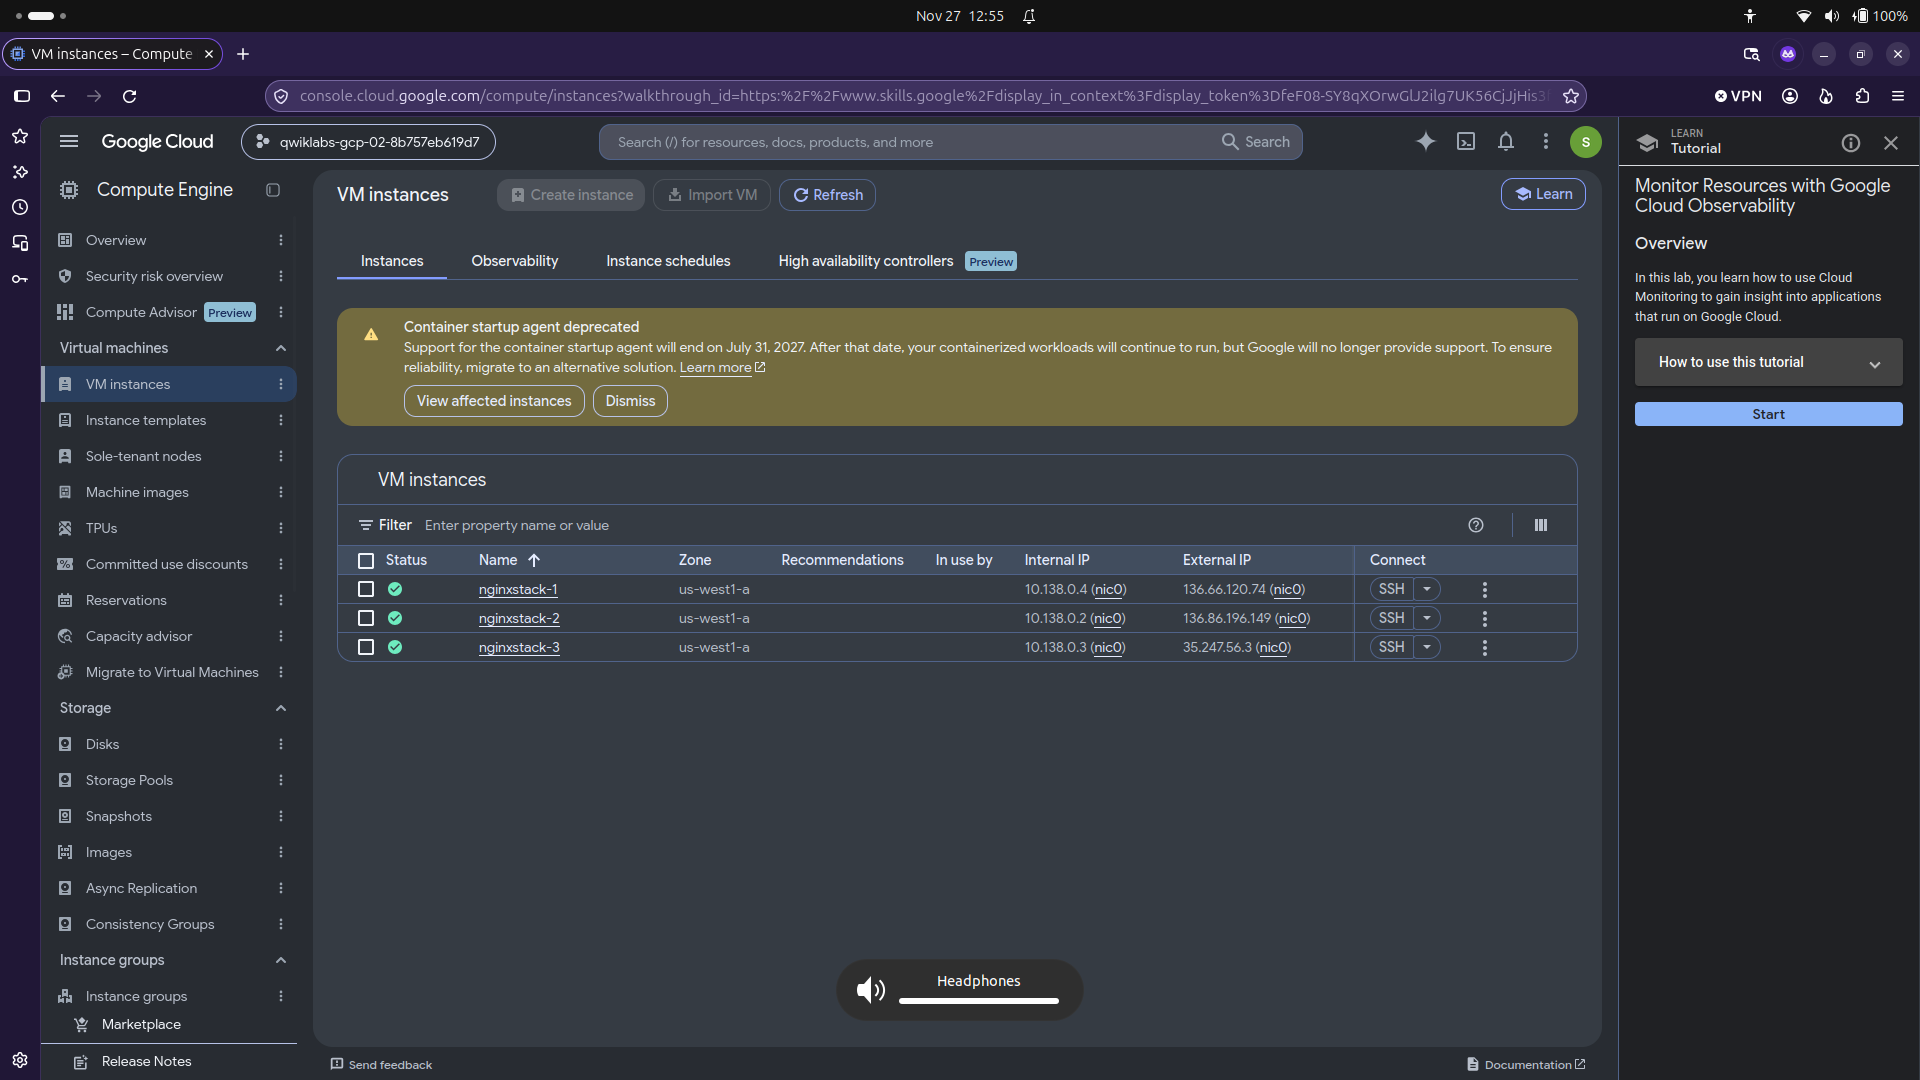 Nov 27 12:55
100%
VM instances – Compute
console.cloud.google.com/compute/instances?walkthrough_id=https:%2F%2Fwww.skills.google%2Fdisplay_in_context%3Fdisplay_token%3DfeF08-SY8qXOrwGlJ2ilg7UK56CjJjHis3
VPN
Google Cloud
qwiklabs-gcp-02-8b757eb619d7
Search (/) for resources, docs, products, and more
Search
S
LEARN
Tutorial
Compute Engine
Overview
Security risk overview
Compute Advisor Preview
Virtual machines
VM instances
Instance templates
Sole-tenant nodes
Machine images
TPUs
Committed use discounts
Reservations
Capacity advisor
Migrate to Virtual Machines
Storage
Disks
Storage Pools
Snapshots
Images
Async Replication
Consistency Groups
Instance groups
Instance groups
Marketplace
Release Notes
VM instances
Create instance
Import VM
Refresh
Learn
Instances
Observability
Instance schedules
High availability controllers Preview
Container startup agent deprecated
Support for the container startup agent will end on July 31, 2027. After that date, your containerized workloads will continue to run, but Google will no longer provide support. To ensure
reliability, migrate to an alternative solution. Learn more
View affected instances
Dismiss
VM instances
Filter Enter property name or value
Status Name Zone Recommendations In use by Internal IP External IP Connect
nginxstack-1 us-west1-a 10.138.0.4 (nic0) 136.66.120.74 (nic0) SSH
nginxstack-2 us-west1-a 10.138.0.2 (nic0) 136.86.196.149 (nic0) SSH
nginxstack-3 us-west1-a 10.138.0.3 (nic0) 35.247.56.3 (nic0) SSH
Headphones
Send feedback
Documentation
Monitor Resources with Google
Cloud Observability
Overview
In this lab, you learn how to use Cloud
Monitoring to gain insight into applications
that run on Google Cloud.
How to use this tutorial
Start